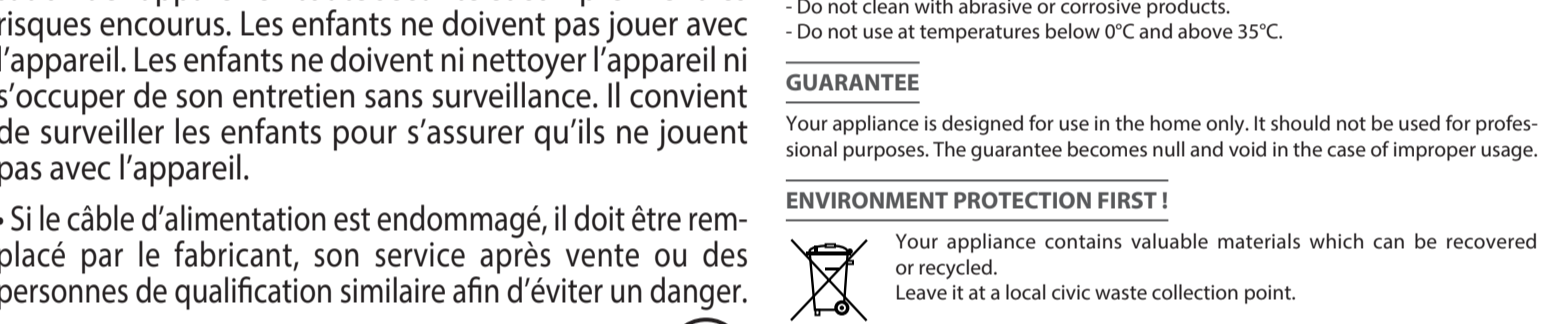 risques encourus. Les enfants ne doivent pas jouer avec
l'appareil. Les enfants ne doivent ni nettoyer l'appareil ni
s'occuper de son entretien sans surveillance. Il convient
de surveiller les enfants pour s'assurer qu'ils ne jouent
pas avec l'appareil.
• Si le câble d'alimentation est endommagé, il doit être rem-
placé par le fabricant, son service après vente ou des
personnes de qualification similaire afin d'éviter un danger.
- Do not clean with abrasive or corrosive products.
- Do not use at temperatures below 0°C and above 35°C.
GUARANTEE
Your appliance is designed for use in the home only. It should not be used for profes-
sional purposes. The guarantee becomes null and void in the case of improper usage.
ENVIRONMENT PROTECTION FIRST !
Your appliance contains valuable materials which can be recovered
or recycled.
Leave it at a local civic waste collection point.